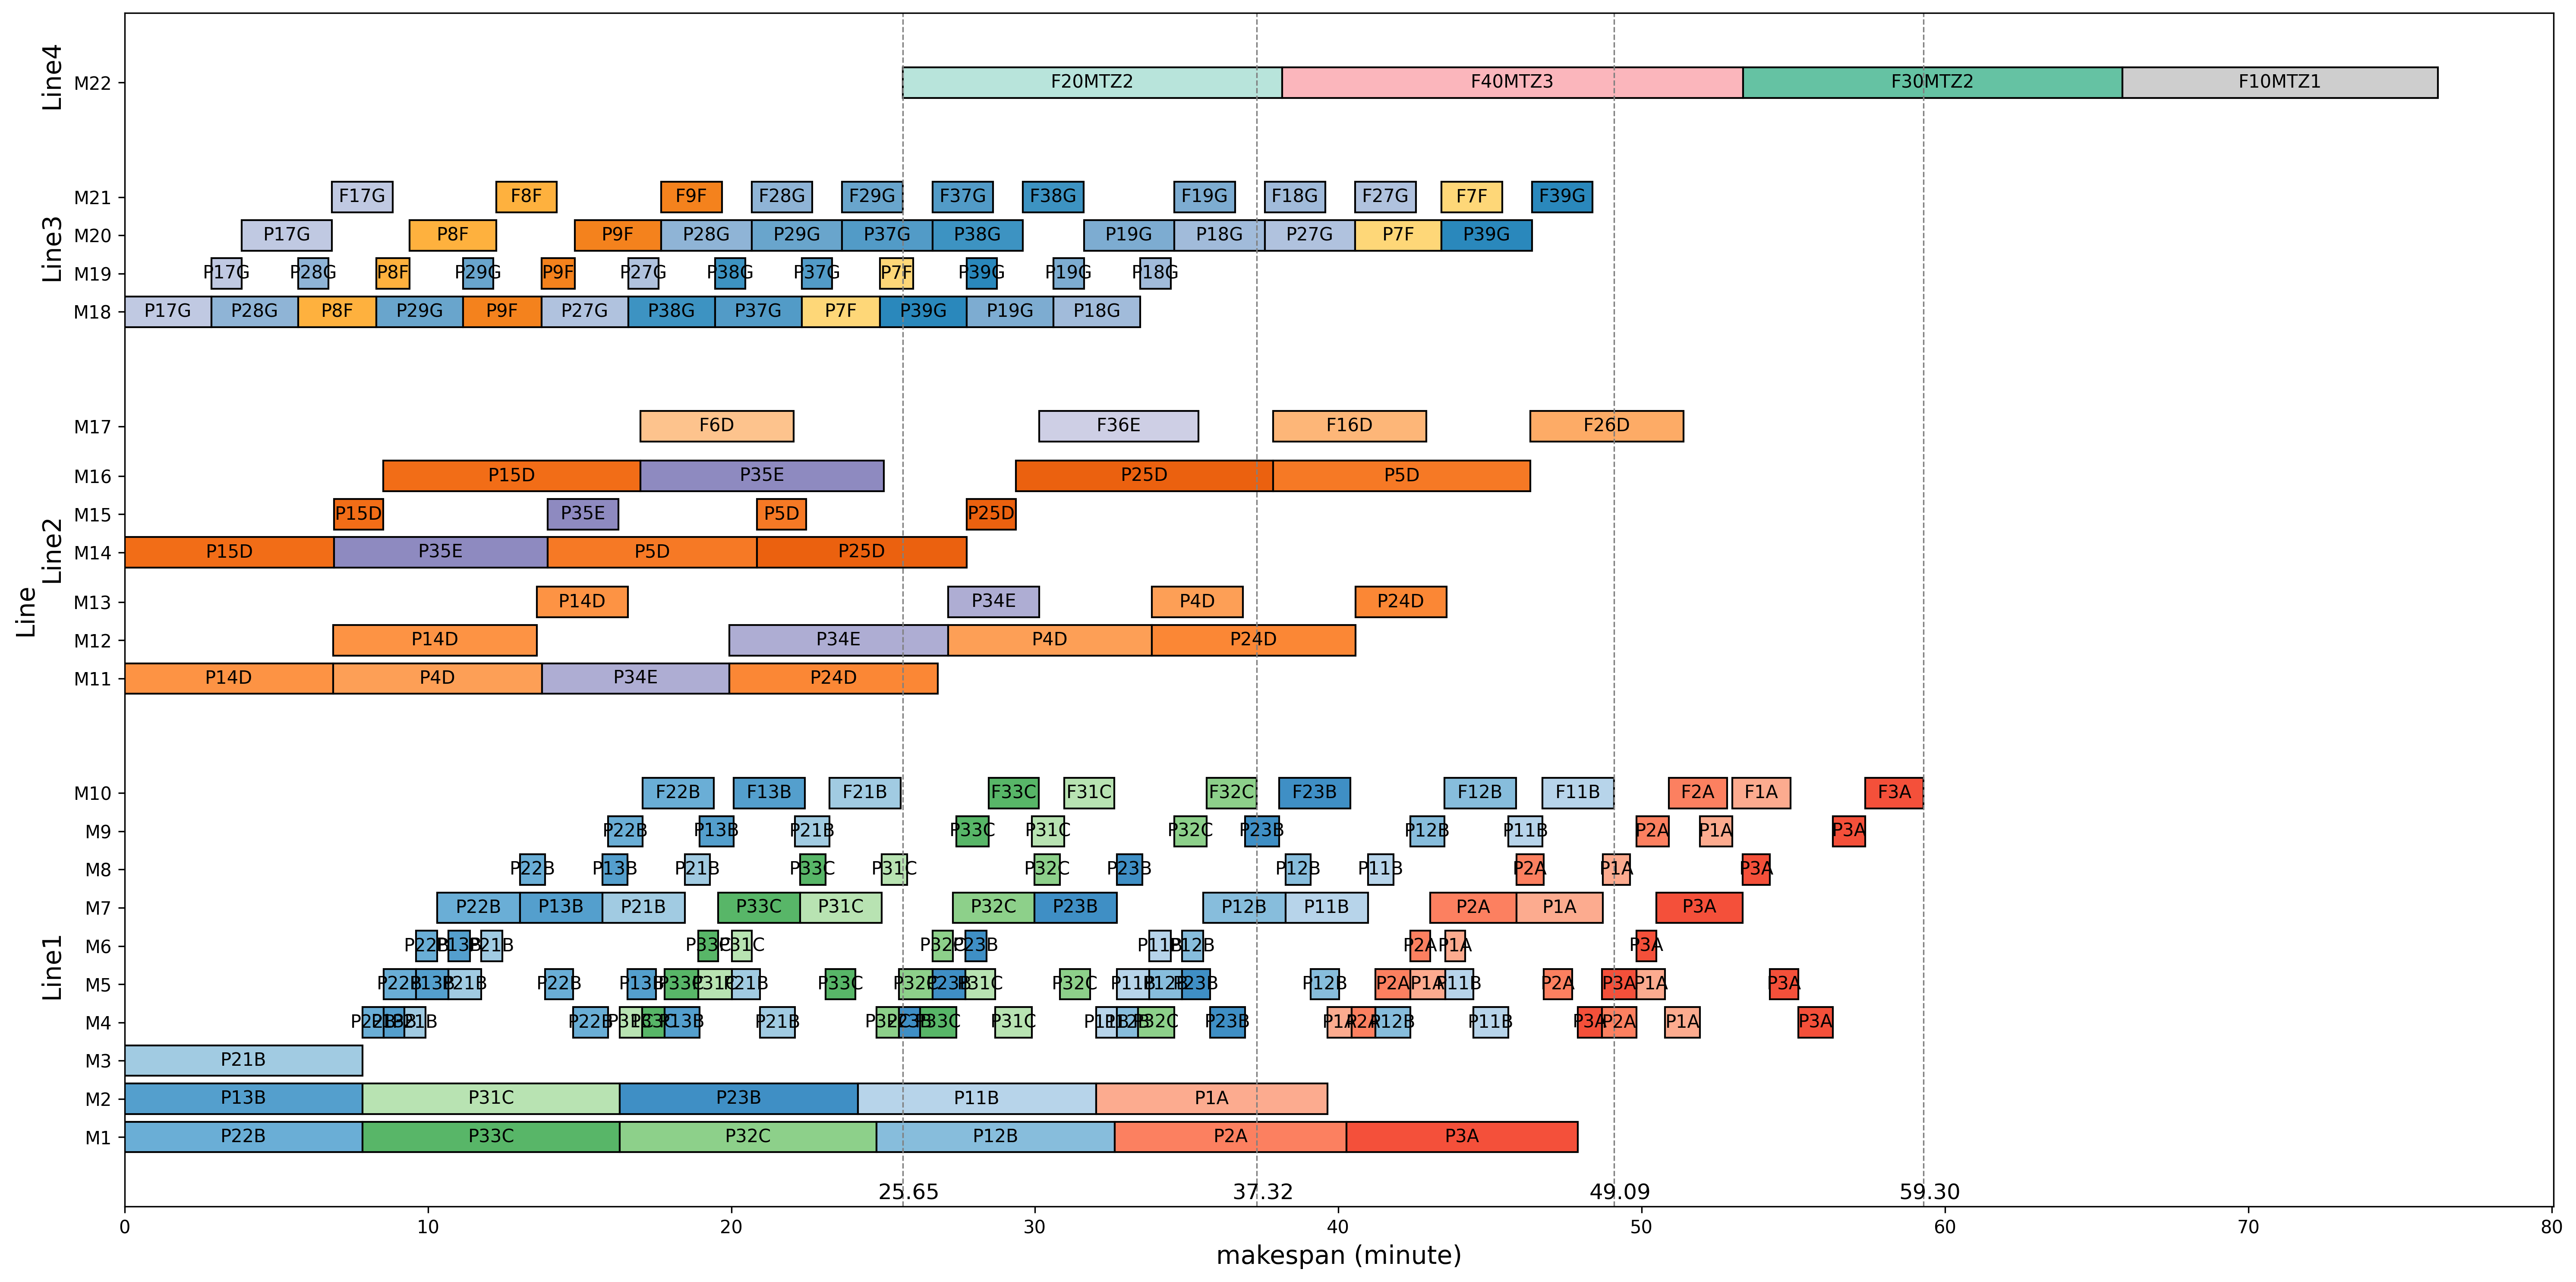 Line4
M22
F20MTZ2 F40MTZ3 F30MTZ2 F10MTZ1
Line3
M21
F17G F8F F9F F28G F29G F37G F38G F19G F18G F27G F7F F39G
M20
P17G P8F P9F P28G P29G P37G P38G P19G P18G P27G P7F P39G
M19
P17G P28G P8F P29G P9F P27G P38G P37G P7F P39G P19G P18G
M18
P17G P28G P8F P29G P9F P27G P38G P37G P7F P39G P19G P18G
Line
Line2
M17
F6D F36E F16D F26D
M16
P15D P35E P25D P5D
M15
P15D P35E P5D P25D
M14
P15D P35E P5D P25D
M13
P14D P34E P4D P24D
M12
P14D P34E P4D P24D
M11
P14D P4D P34E P24D
Line1
M10
F22B F13B F21B F33C F31C F32C F23B F12B F11B F2A F1A F3A
M9
P22B P13B P21B P33C P31C P32C P23B P12B P11B P2A P1A P3A
M8
P22B P13B P21B P33C P31C P32C P23B P12B P11B P2A P1A P3A
M7
P22B P13B P21B P33C P31C P32C P23B P12B P11B P2A P1A P3A
M6
P22B P13B P21B P33C P31C P32C P23B P11B P12B P2A P1A P3A
M5
P22B P13B P21B P22B P13B P33C P31C P21B P33C P32C P23B P31C P32C P11B P12B P23B P12B P2A P1A P11B P2A P3A P1A P3A
M4
P22B P21B P22B P31C P33C P13B P21B P32C P23B P33C P31C P11B P12B P32C P23B P1A P2A P12B P11B P3A P2A P1A P3A
M3
P21B
M2
P13B P31C P23B P11B P1A
M1
P22B P33C P32C P12B P2A P3A
25.65 37.32 49.09 59.30
0 10 20 30 40 50 60 70 80
makespan (minute)